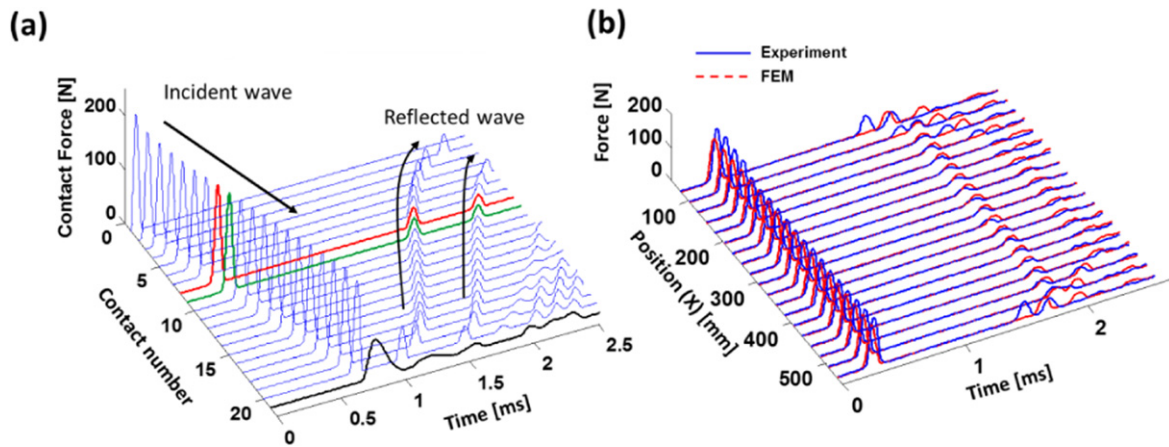 (a)
Incident wave
Reflected wave
Contact Force [N]
200
100
0
0
5
10
15
20
Contact number
0
0.5
1
1.5
2
2.5
Time [ms]
(b)
Experiment
FEM
Force [N]
200
100
0
100
200
300
400
500
Position (X) [mm]
0
1
2
Time [ms]